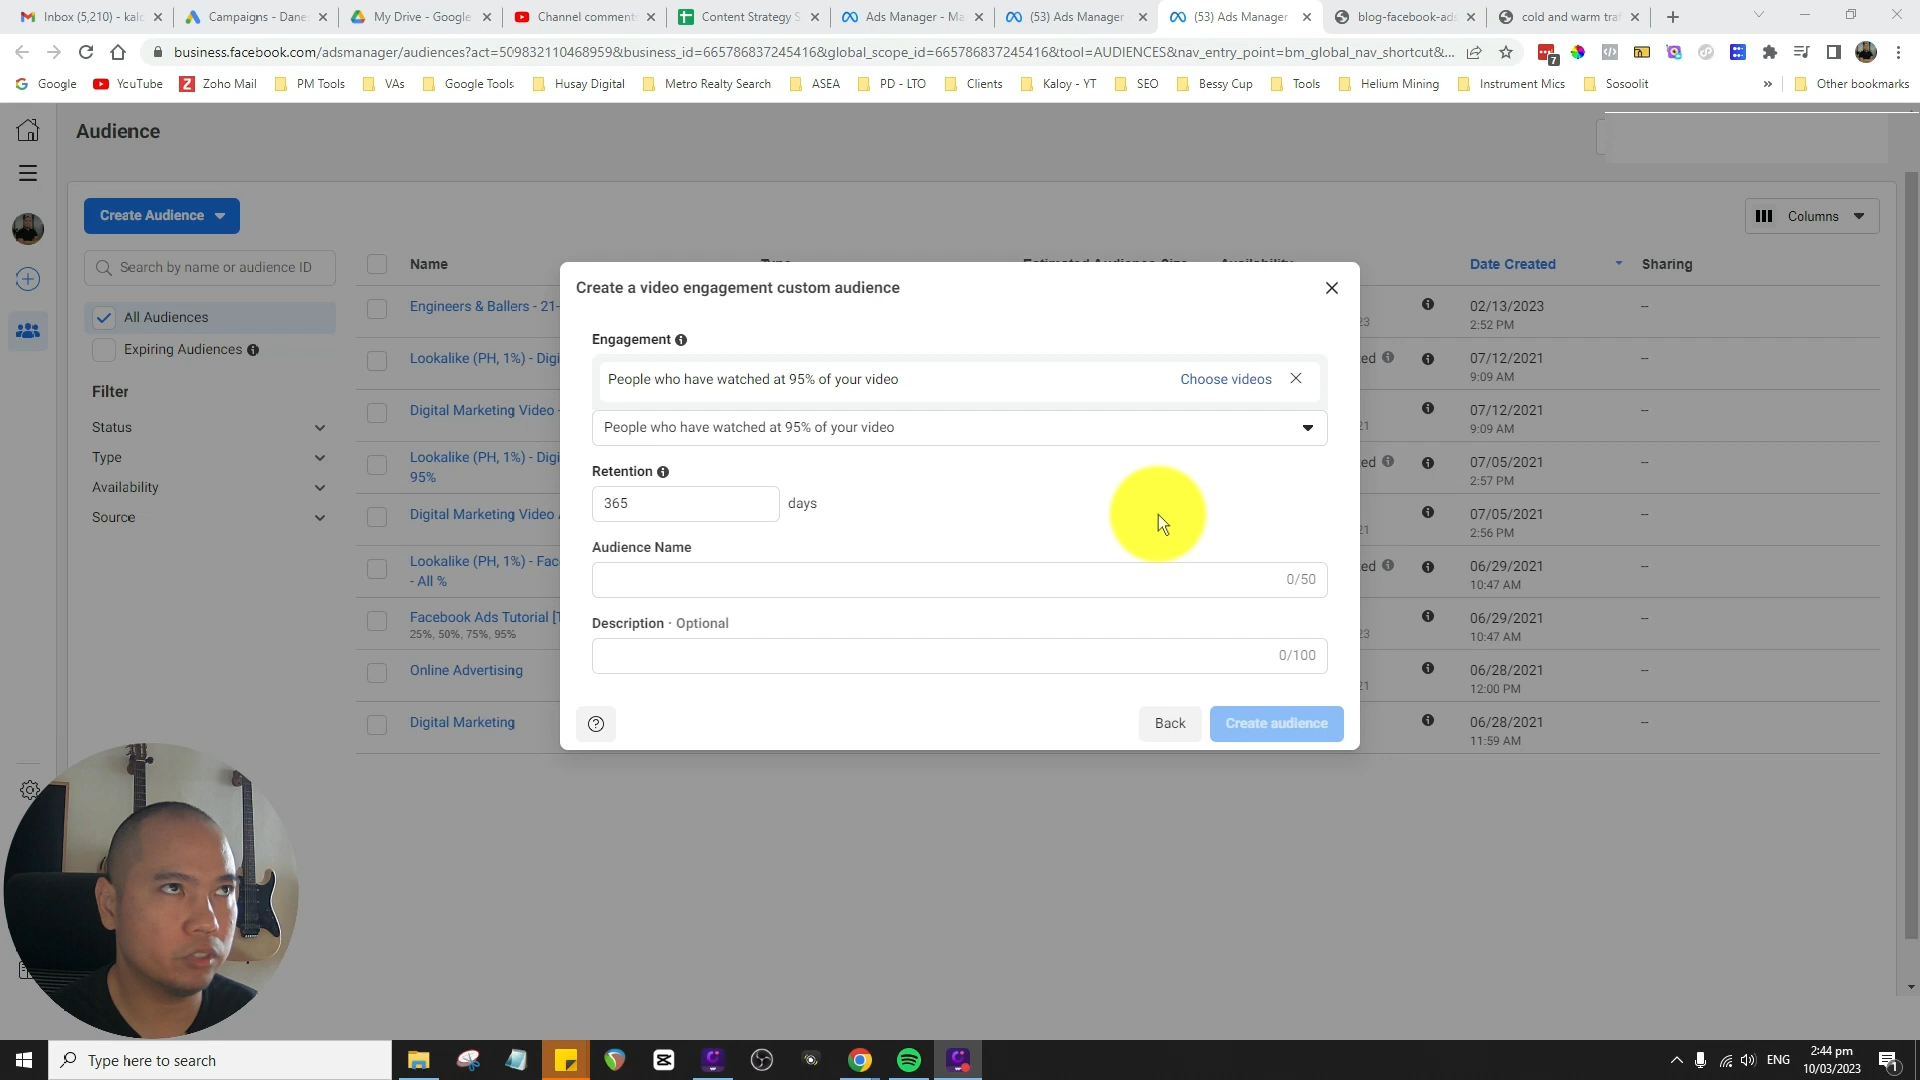 Inbox (5,210) - kalo
Campaigns - Dane
My Drive - Google
Channel comments
Content Strategy S
Ads Manager - Ma
(53) Ads Manager
(53) Ads Manager
blog-facebook-ads
cold and warm traf
business.facebook.com/adsmanager/audiences?act=509832110468959&business_id=665786837245416&global_scope_id=665786837245416&tool=AUDIENCES&nav_entry_point=bm_global_nav_shortcut&...
7
Google
YouTube
Zoho Mail
PM Tools
VAs
Google Tools
Husay Digital
Metro Realty Search
ASEA
PD - LTO
Clients
Kaloy - YT
SEO
Bessy Cup
Tools
Helium Mining
Instrument Mics
Sosoolit
»
Other bookmarks
Audience
Create Audience
Columns
Search by name or audience ID
All Audiences
Expiring Audiences
Filter
Status
Type
Availability
Source
Name
Type
Estimated Audience Size
Availability
Date Created
Sharing
Engineers & Ballers - 21-
02/13/2023
2:52 PM
--
Lookalike (PH, 1%) - Digi
07/12/2021
9:09 AM
--
Digital Marketing Video -
07/12/2021
9:09 AM
--
Lookalike (PH, 1%) - Digi
95%
07/05/2021
2:57 PM
--
Digital Marketing Video
07/05/2021
2:56 PM
--
Lookalike (PH, 1%) - Fac
- All %
06/29/2021
10:47 AM
--
Facebook Ads Tutorial [T
25%, 50%, 75%, 95%
06/29/2021
10:47 AM
--
Online Advertising
06/28/2021
12:00 PM
--
Digital Marketing
06/28/2021
11:59 AM
--
Create a video engagement custom audience
Engagement
People who have watched at 95% of your video
Choose videos
People who have watched at 95% of your video
Retention
365
days
Audience Name
0/50
Description · Optional
0/100
Back
Create audience
Type here to search
ENG
2:44 pm
10/03/2023
1